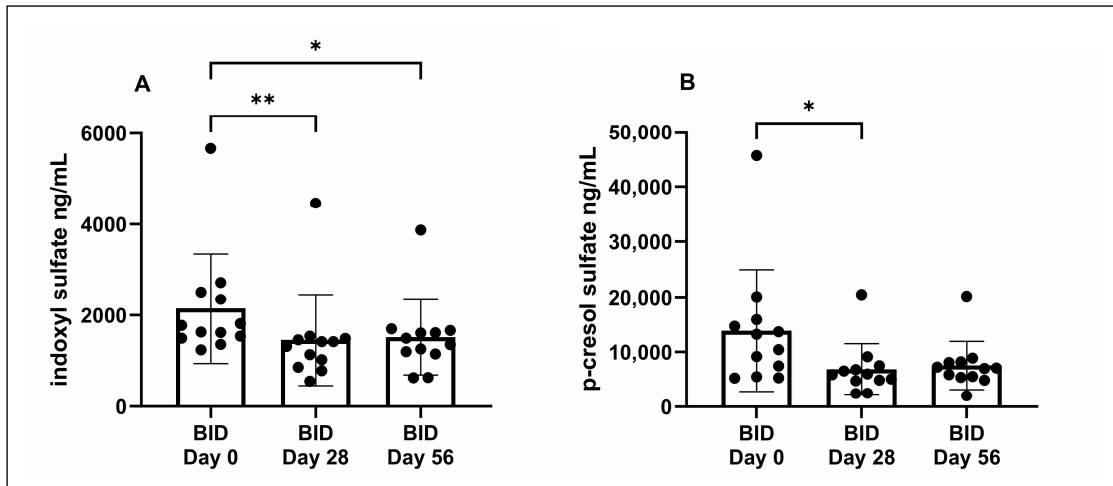 A
*
**
indoxyl sulfate ng/mL
6000
4000
2000
0
BID
Day 0
BID
Day 28
BID
Day 56
B
*
p-cresol sulfate ng/mL
50,000
40,000
30,000
20,000
10,000
0
BID
Day 0
BID
Day 28
BID
Day 56